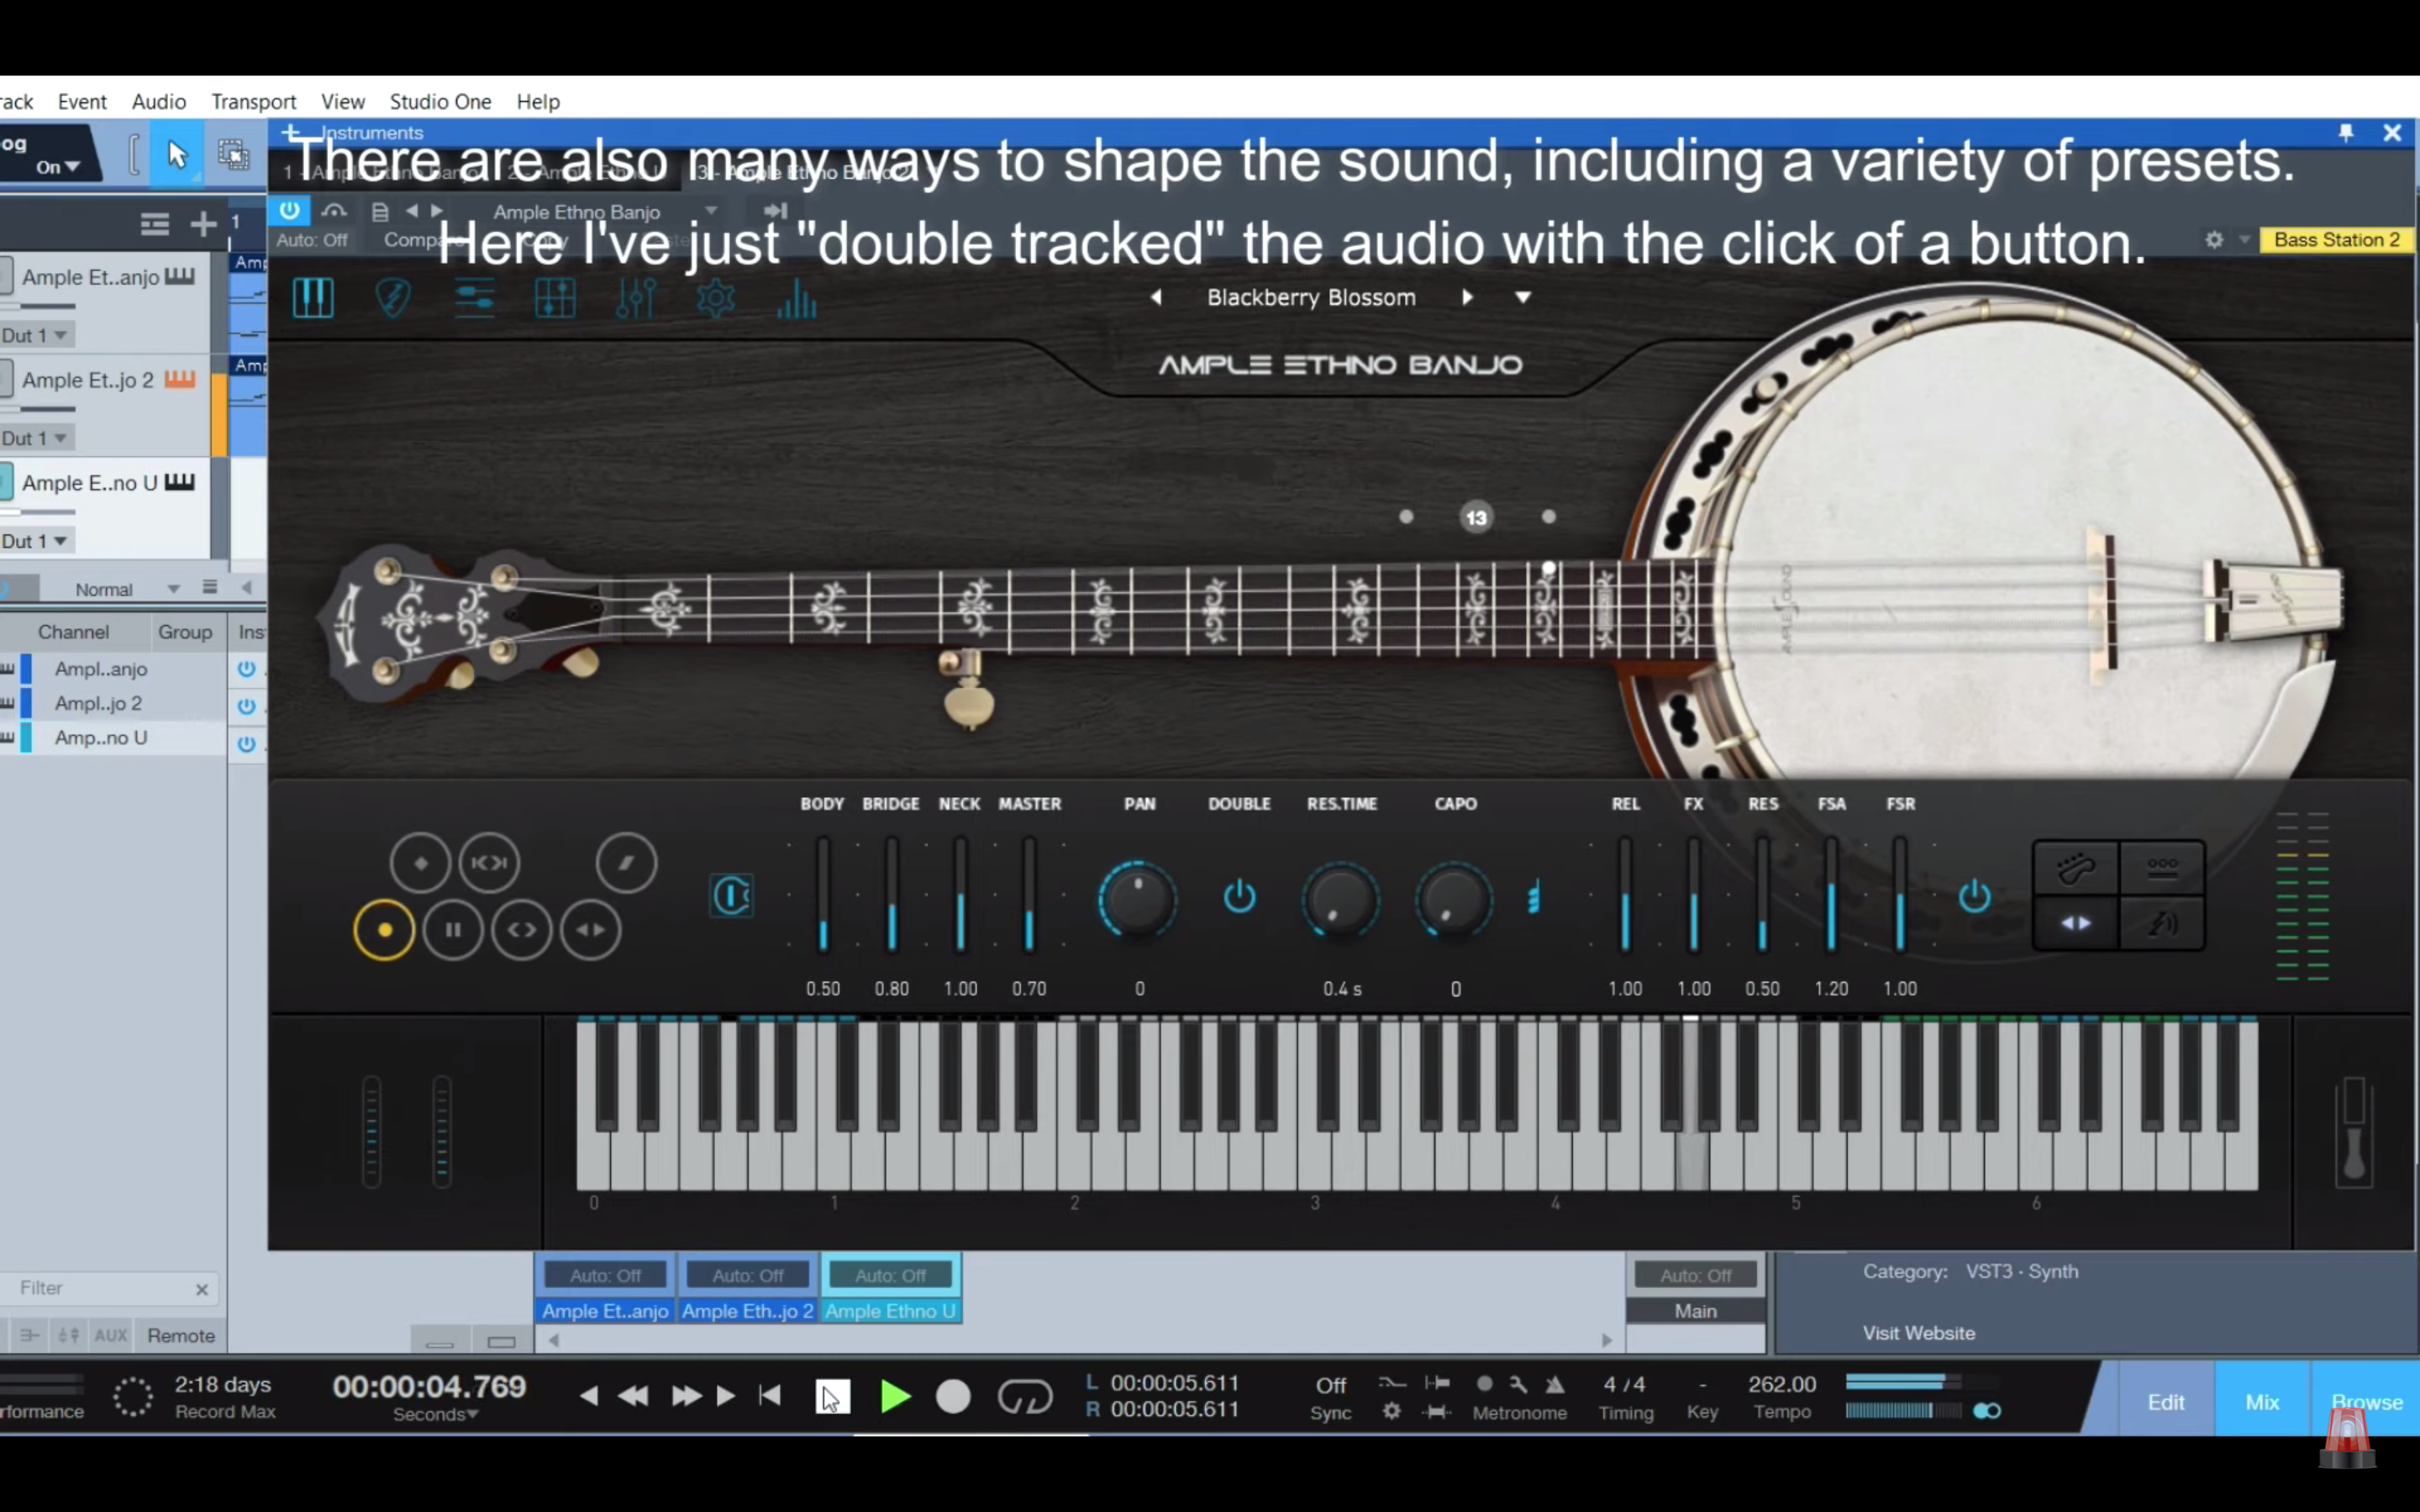 rack Event Audio Transport View Studio One Help
Instruments
There are also many ways to shape the sound, including a variety of presets.
Here I've just "double tracked" the audio with the click of a button.
og
On
1
Ample Ethno Banjo
Auto: Off
Compare
Copy
Bass Station 2
Ample Et..anjo
Out 1
Ample Et..jo 2
Out 1
Ample E..no U
Out 1
Normal
Channel Group Ins
Ampl..anjo
Ampl..jo 2
Amp..no U
Blackberry Blossom
AMPLE ETHNO BANJO
13
AMPLE SOUND
BODY BRIDGE NECK MASTER PAN DOUBLE RES.TIME CAPO REL FX RES FSA FSR
0.50 0.80 1.00 0.70 0 0.4 s 0 1.00 1.00 0.50 1.20 1.00
0 1 2 3 4 5 6
Filter
AUX Remote
Auto: Off Auto: Off Auto: Off Auto: Off
Ample Et..anjo Ample Eth..jo 2 Ample Ethno U Main
Category: VST3 · Synth
Visit Website
2:18 days 00:00:04.769 L 00:00:05.611 Off 4 / 4 - 262.00
rformance Record Max Seconds R 00:00:05.611 Sync Metronome Timing Key Tempo
Edit Mix Browse